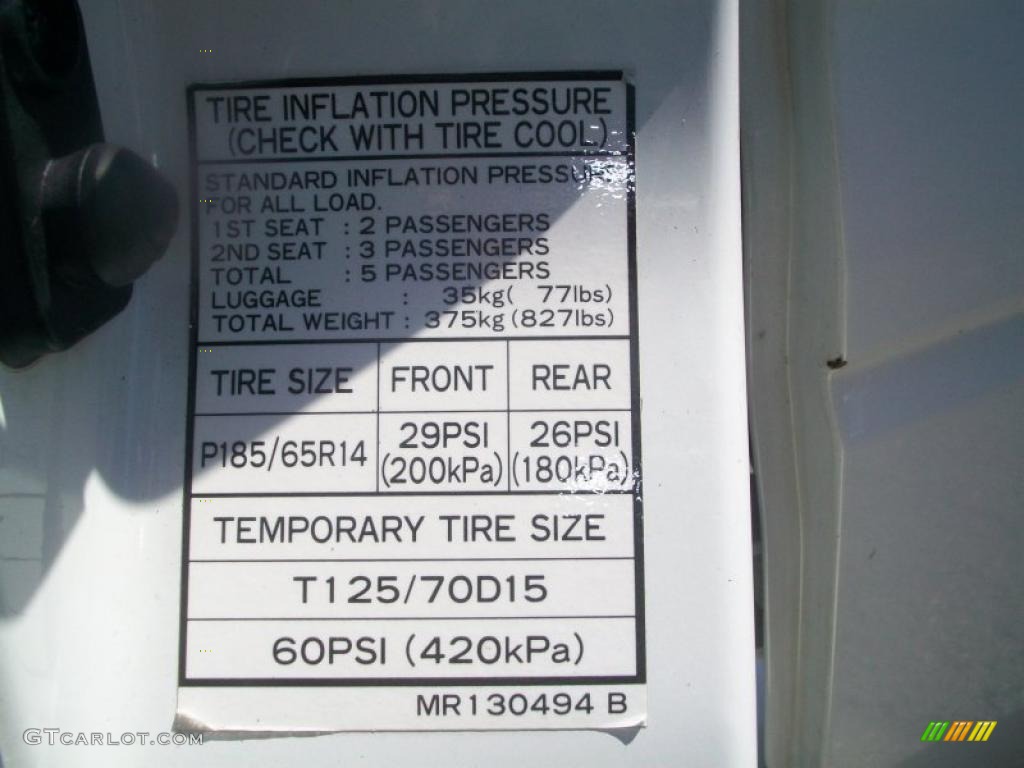 TIRE INFLATION PRESSURE
(CHECK WITH TIRE COOL)
STANDARD INFLATION PRESSURE
FOR ALL LOAD.
1ST SEAT : 2 PASSENGERS
2ND SEAT : 3 PASSENGERS
TOTAL : 5 PASSENGERS
LUGGAGE : 35kg( 77lbs)
TOTAL WEIGHT : 375kg (827lbs)
TIRE SIZE FRONT REAR
P185/65R14 29PSI (200kPa) 26PSI (180kPa)
TEMPORARY TIRE SIZE
T125/70D15
60PSI (420kPa)
MR130494 B
GTCARLOT.COM